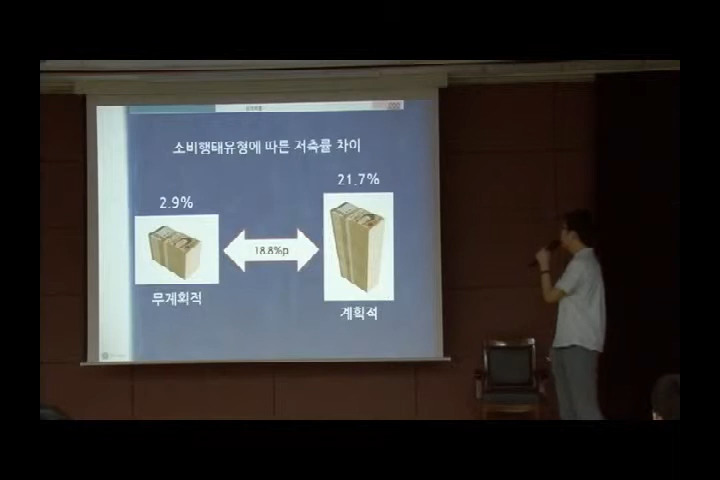 소비행태유형에 따른 저축률 차이
21.7%
2.9%
18.8%p
무계획적
계획적